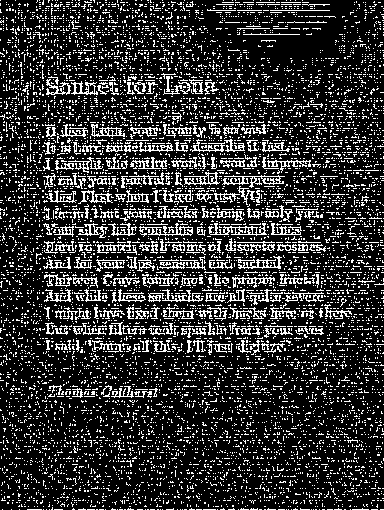 Sonnet for Lena
O dear Lena, your beauty is so vast
It is hard sometimes to describe it fast.
I thought the entire world I would impress
If only your portrait I could compress.
Alas! First when I tried to use VQ
I found that your cheeks belong to only you.
Your silky hair contains a thousand lines
Hard to match with sums of discrete cosines.
And for your lips, sensual and tactual
Thirteen Crays found not the proper fractal.
And while these setbacks are all quite severe
I might have fixed them with hacks here or there
But when filters took sparkle from your eyes
I said, 'Damn all this. I'll just digitize.'
Thomas Colthurst